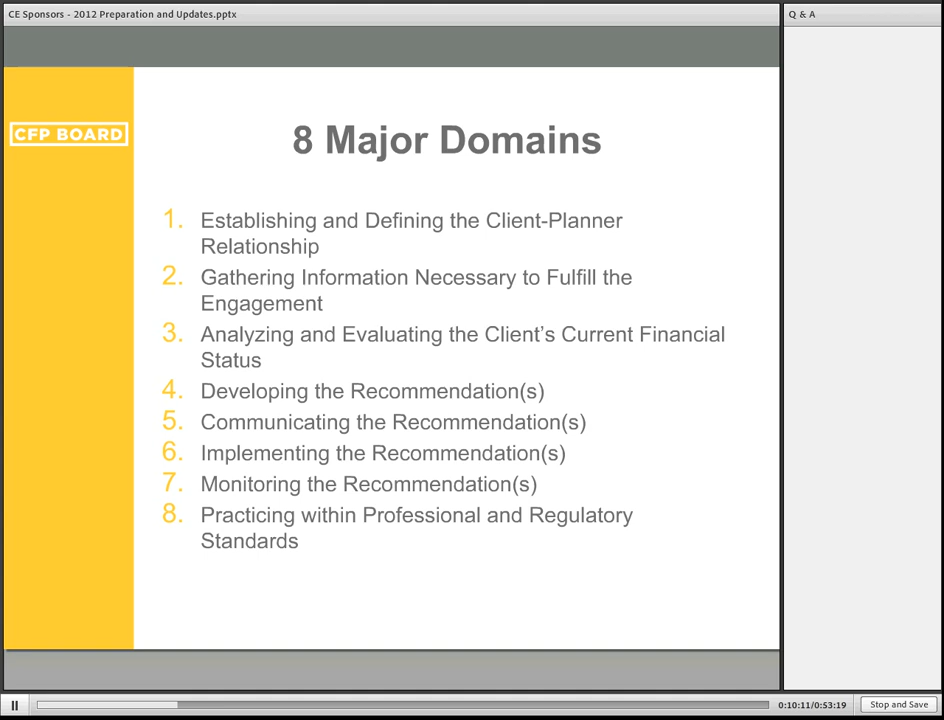 CE Sponsors - 2012 Preparation and Updates.pptx
Q & A
CFP BOARD
8 Major Domains
1. Establishing and Defining the Client-Planner
Relationship
2. Gathering Information Necessary to Fulfill the
Engagement
3. Analyzing and Evaluating the Client's Current Financial
Status
4. Developing the Recommendation(s)
5. Communicating the Recommendation(s)
6. Implementing the Recommendation(s)
7. Monitoring the Recommendation(s)
8. Practicing within Professional and Regulatory
Standards
0:10:11/0:53:19
Stop and Save